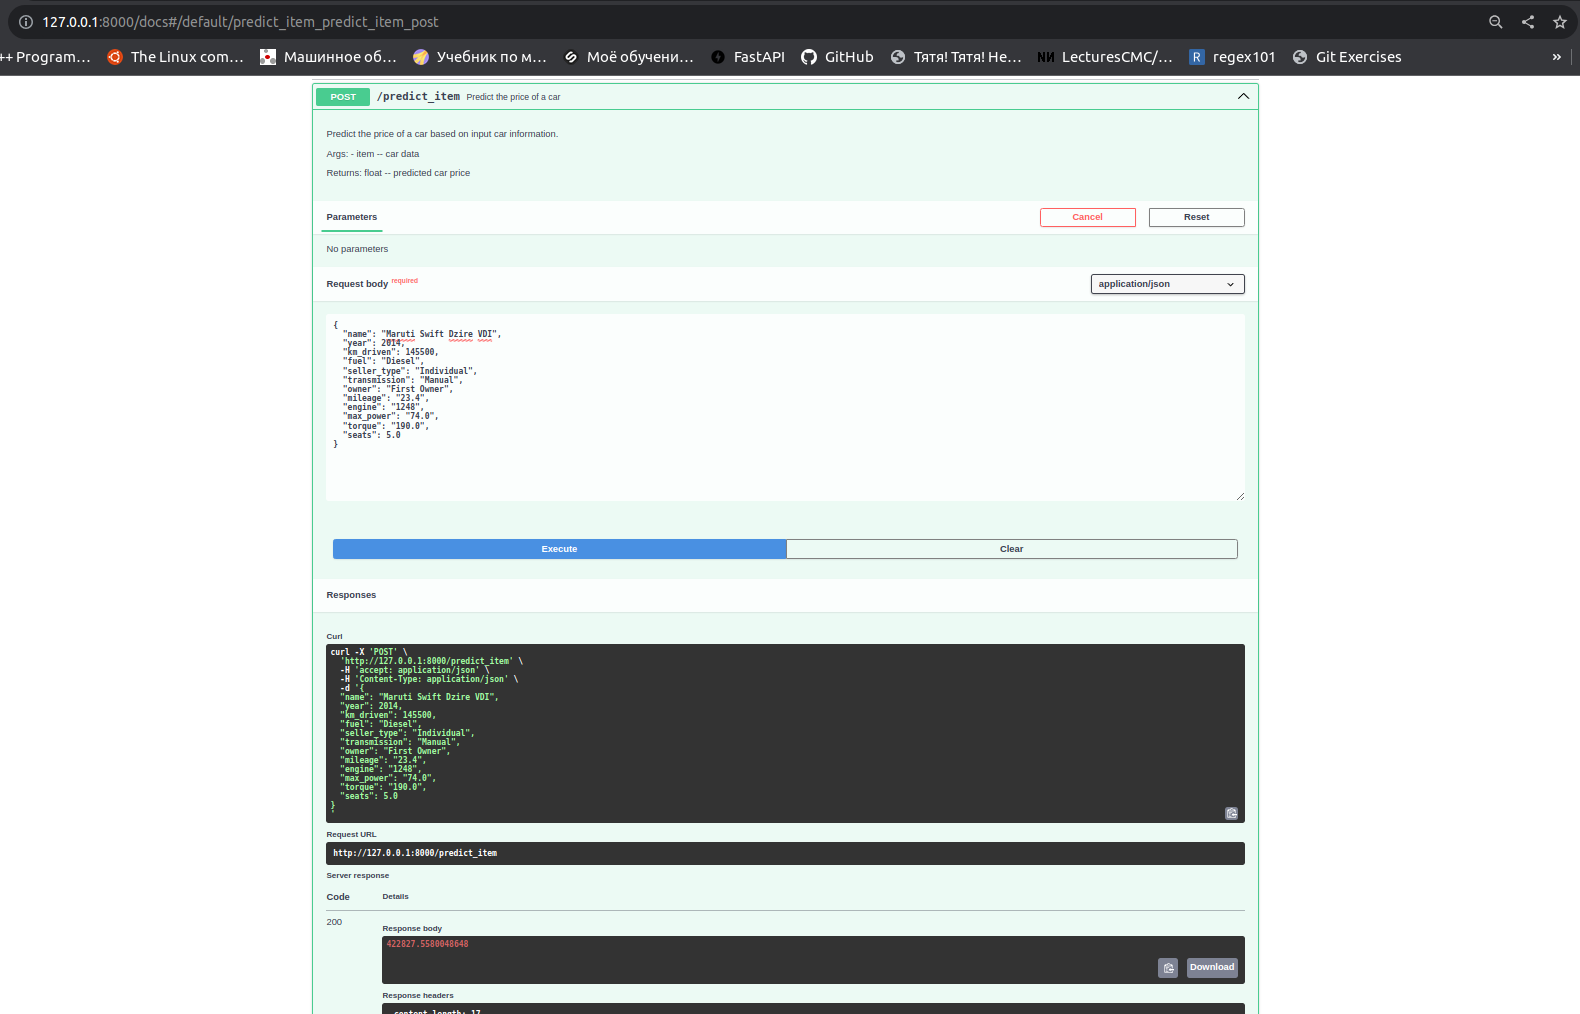 127.0.0.1:8000/docs#/default/predict_item_predict_item_post
++ Program... The Linux com... Машинное об... Учебник по м... Моё обучени... FastAPI GitHub Тятя! Тятя! Не... LecturesCMC/... regex101 Git Exercises »
POST /predict_item Predict the price of a car
Predict the price of a car based on input car information.
Args: - item -- car data
Returns: float -- predicted car price
Parameters Cancel Reset
No parameters
Request body required application/json
{
"name": "Maruti Swift Dzire VDI",
"year": 2014,
"km_driven": 145500,
"fuel": "Diesel",
"seller_type": "Individual",
"transmission": "Manual",
"owner": "First Owner",
"mileage": "23.4",
"engine": "1248",
"max_power": "74.0",
"torque": "190.0",
"seats": 5.0
}
Execute Clear
Responses
Curl
curl -X 'POST' \
'http://127.0.0.1:8000/predict_item' \
-H 'accept: application/json' \
-H 'Content-Type: application/json' \
-d '{
"name": "Maruti Swift Dzire VDI",
"year": 2014,
"km_driven": 145500,
"fuel": "Diesel",
"seller_type": "Individual",
"transmission": "Manual",
"owner": "First Owner",
"mileage": "23.4",
"engine": "1248",
"max_power": "74.0",
"torque": "190.0",
"seats": 5.0
}
'
Request URL
http://127.0.0.1:8000/predict_item
Server response
Code Details
200
Response body
422827.5580048648
Download
Response headers
content-length: 17